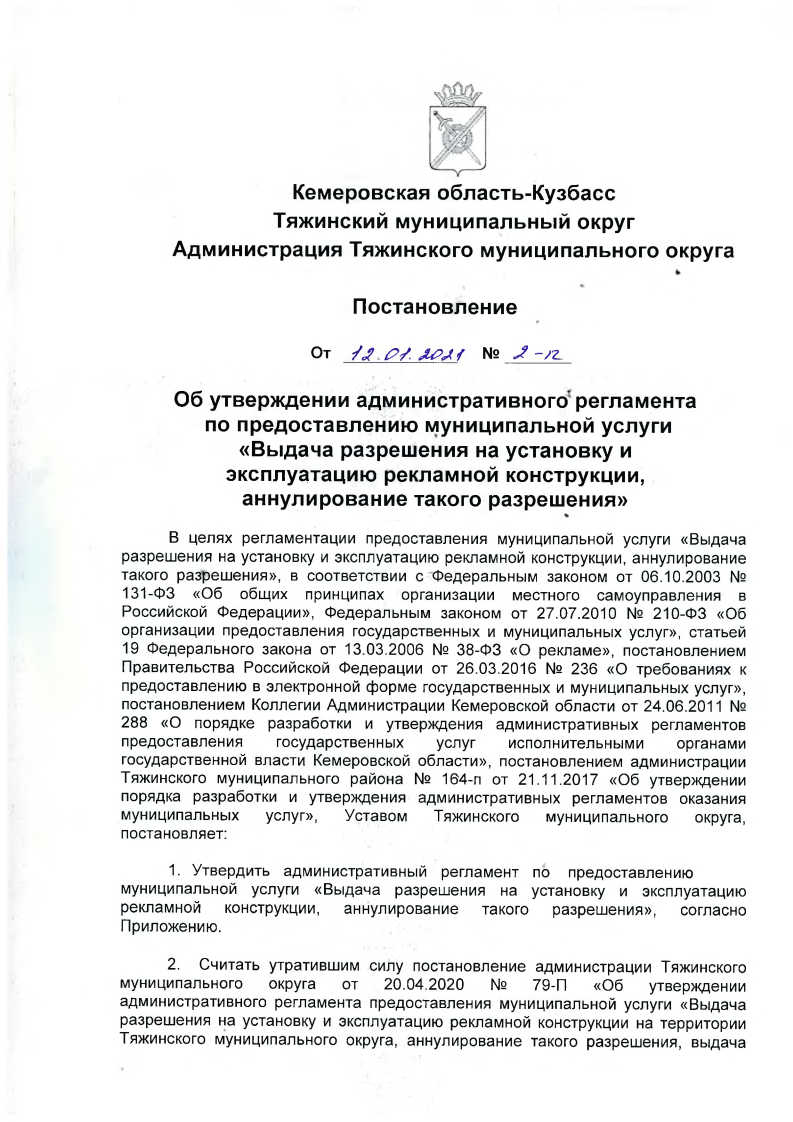 Кемеровская область-Кузбасс
Тяжинский муниципальный округ
Администрация Тяжинского муниципального округа
Постановление
От 12.01.2021 № 2-п
Об утверждении административного регламента
по предоставлению муниципальной услуги
«Выдача разрешения на установку и
эксплуатацию рекламной конструкции,
аннулирование такого разрешения»
В целях регламентации предоставления муниципальной услуги «Выдача
разрешения на установку и эксплуатацию рекламной конструкции, аннулирование
такого разрешения», в соответствии с Федеральным законом от 06.10.2003 №
131-ФЗ «Об общих принципах организации местного самоуправления в
Российской Федерации», Федеральным законом от 27.07.2010 № 210-ФЗ «Об
организации предоставления государственных и муниципальных услуг», статьей
19 Федерального закона от 13.03.2006 № 38-ФЗ «О рекламе», постановлением
Правительства Российской Федерации от 26.03.2016 № 236 «О требованиях к
предоставлению в электронной форме государственных и муниципальных услуг»,
постановлением Коллегии Администрации Кемеровской области от 24.06.2011 №
288 «О порядке разработки и утверждения административных регламентов
предоставления государственных услуг исполнительными органами
государственной власти Кемеровской области», постановлением администрации
Тяжинского муниципального района № 164-п от 21.11.2017 «Об утверждении
порядка разработки и утверждения административных регламентов оказания
муниципальных услуг», Уставом Тяжинского муниципального округа,
постановляет:
1. Утвердить административный регламент по предоставлению
муниципальной услуги «Выдача разрешения на установку и эксплуатацию
рекламной конструкции, аннулирование такого разрешения», согласно
Приложению.
2. Считать утратившим силу постановление администрации Тяжинского
муниципального округа от 20.04.2020 № 79-П «Об утверждении
административного регламента предоставления муниципальной услуги «Выдача
разрешения на установку и эксплуатацию рекламной конструкции на территории
Тяжинского муниципального округа, аннулирование такого разрешения, выдача